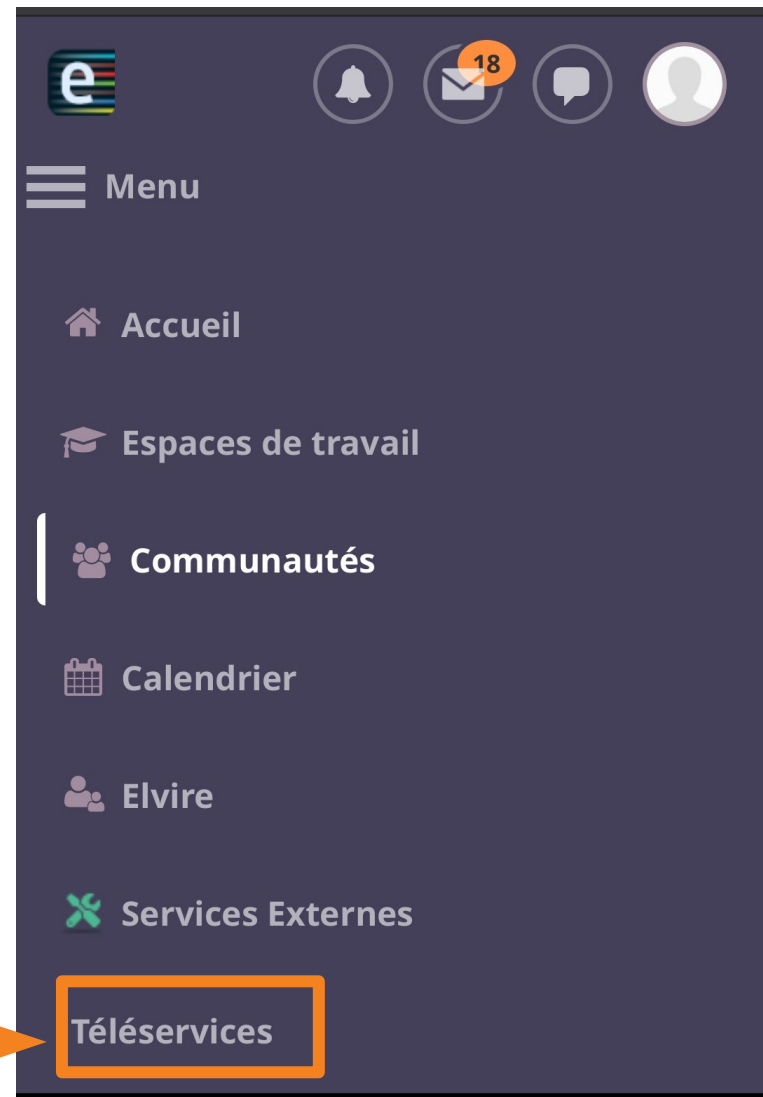 e
18
Menu
Accueil
Espaces de travail
Communautés
Calendrier
Elvire
Services Externes
Téléservices